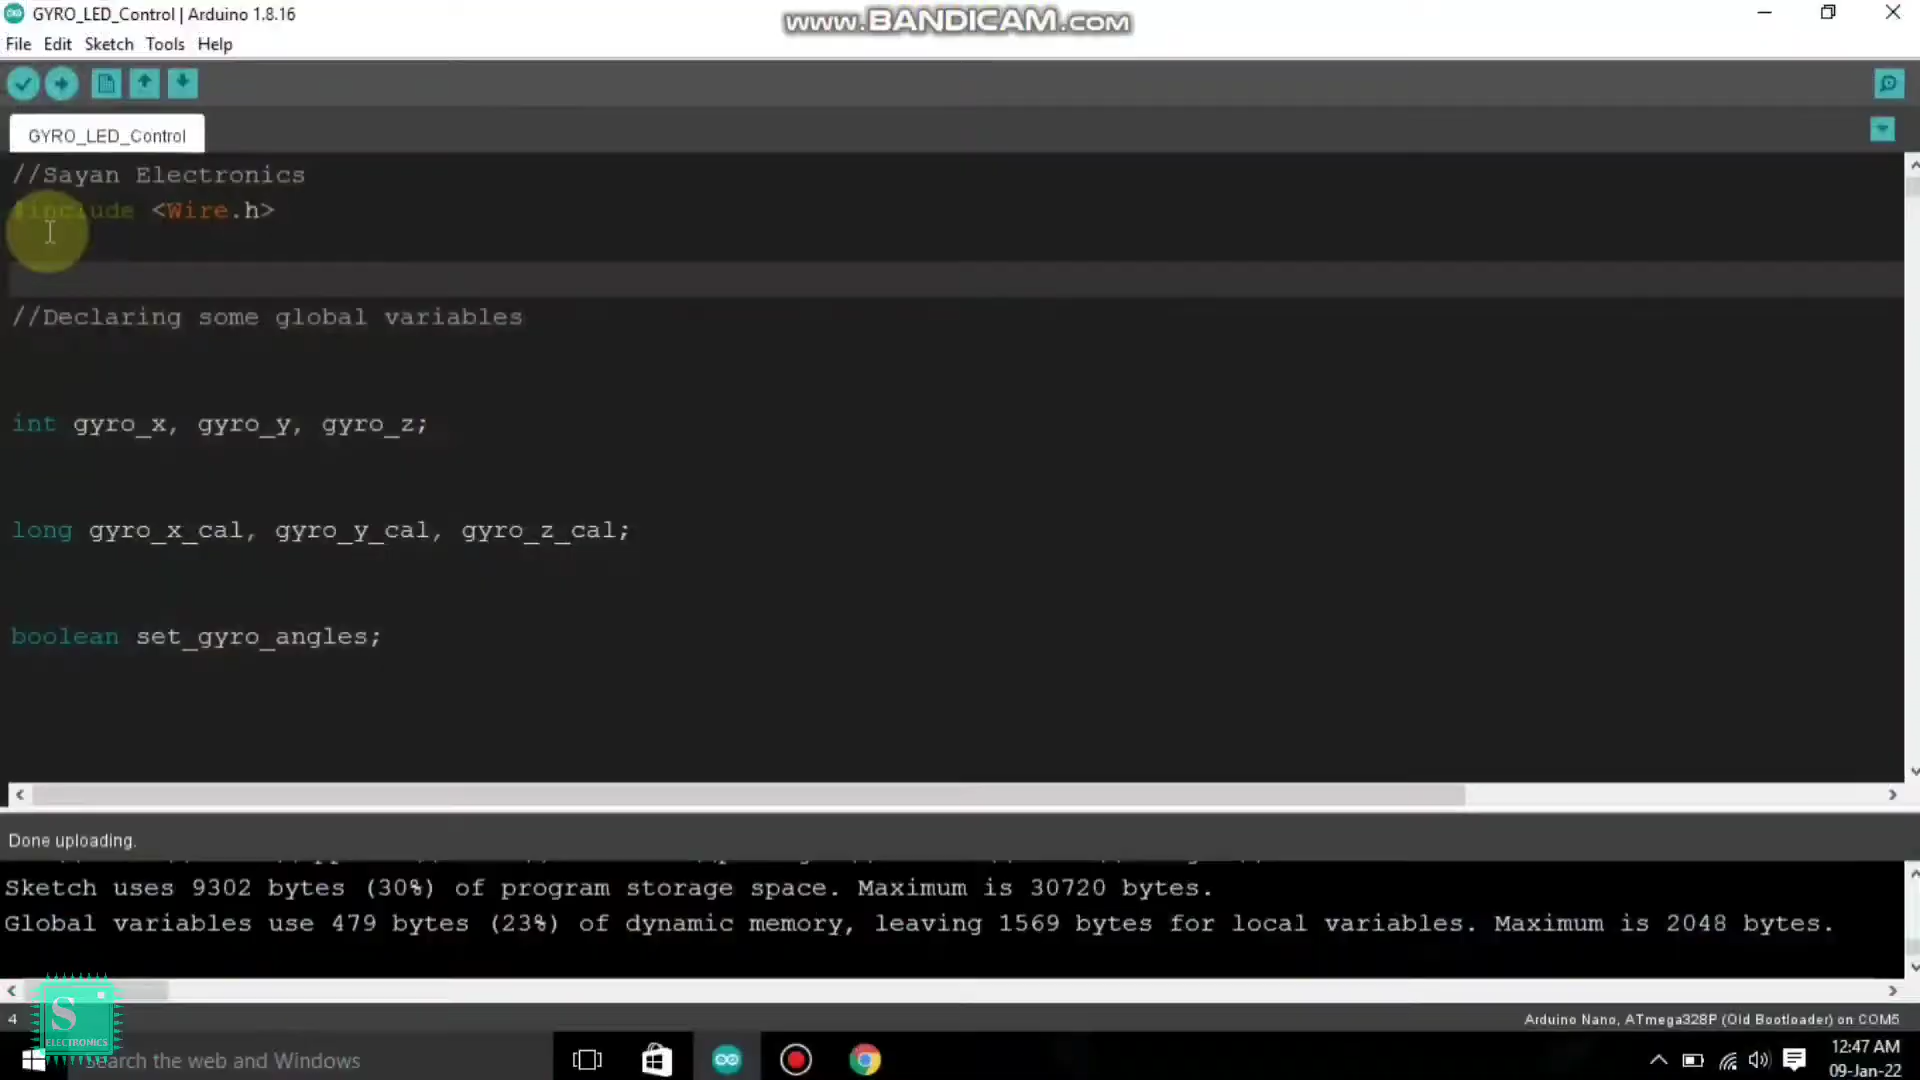 GYRO_LED_Control | Arduino 1.8.16
www.BANDICAM.com
File Edit Sketch Tools Help
GYRO_LED_Control
//Sayan Electronics
#include <Wire.h>
//Declaring some global variables
int gyro_x, gyro_y, gyro_z;
long gyro_x_cal, gyro_y_cal, gyro_z_cal;
boolean set_gyro_angles;
Done uploading.
Sketch uses 9302 bytes (30%) of program storage space. Maximum is 30720 bytes.
Global variables use 479 bytes (23%) of dynamic memory, leaving 1569 bytes for local variables. Maximum is 2048 bytes.
4
Arduino Nano, ATmega328P (Old Bootloader) on COM5
S
ELECTRONICS
Search the web and Windows
12:47 AM
09-Jan-22